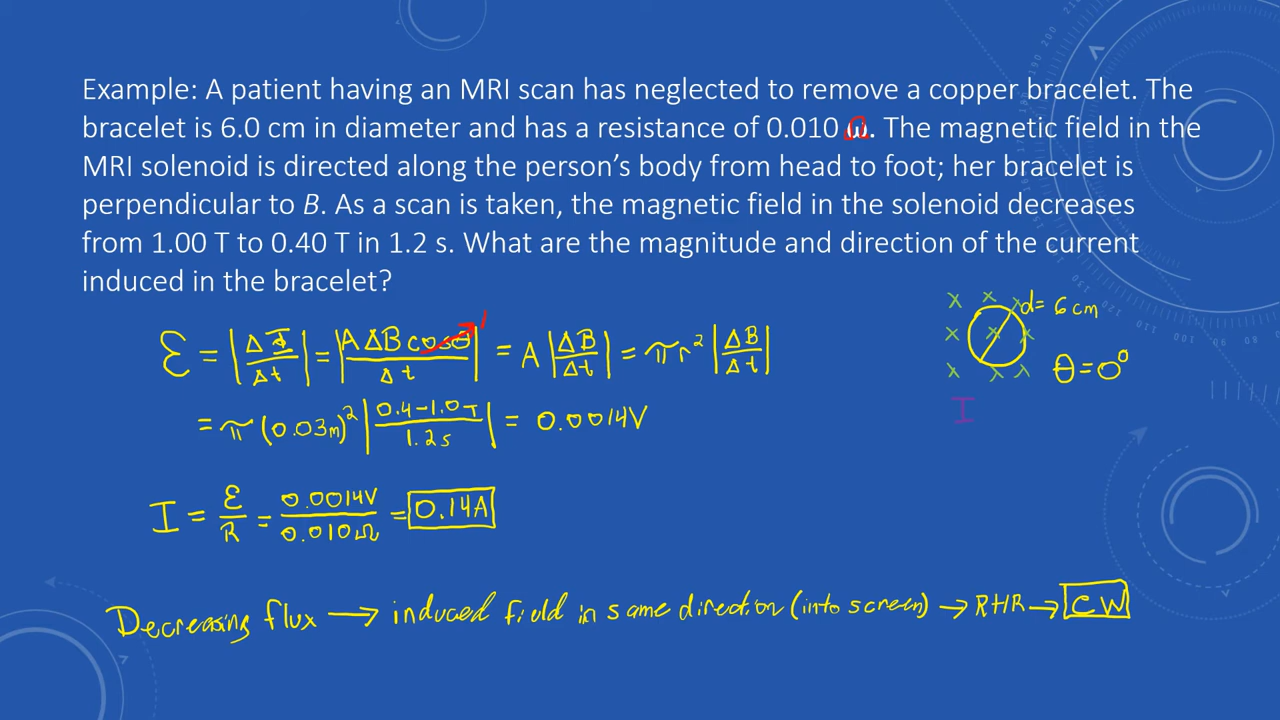 Example: A patient having an MRI scan has neglected to remove a copper bracelet. The
bracelet is 6.0 cm in diameter and has a resistance of 0.010 Ω. The magnetic field in the
MRI solenoid is directed along the person's body from head to foot; her bracelet is
perpendicular to B. As a scan is taken, the magnetic field in the solenoid decreases
from 1.00 T to 0.40 T in 1.2 s. What are the magnitude and direction of the current
induced in the bracelet?
x x x d= 6cm
x x x θ=0°
x x x
I
ℰ = |ΔΦ/Δt| = |AΔB cosθ/Δt| 1 = A|ΔB/Δt| = πr²|ΔB/Δt|
= π(0.03m)²|0.4-1.0T/1.2s| = 0.0014V
I = ℰ/R = 0.0014V/0.010Ω = 0.14A
Decreasing flux → induced field in same direction (into screen) → RHR → CW